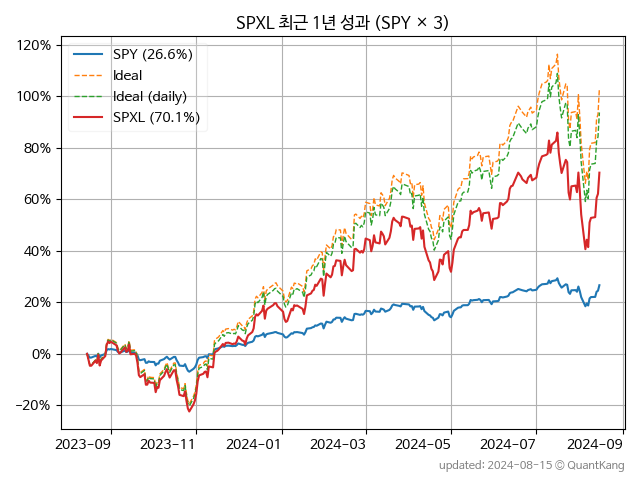 SPXL 최근 1년 성과 (SPY × 3)
SPY (26.6%)
Ideal
Ideal (daily)
SPXL (70.1%)
120%
100%
80%
60%
40%
20%
0%
−20%
2023-09 2023-11 2024-01 2024-03 2024-05 2024-07 2024-09
updated: 2024-08-15 © QuantKang